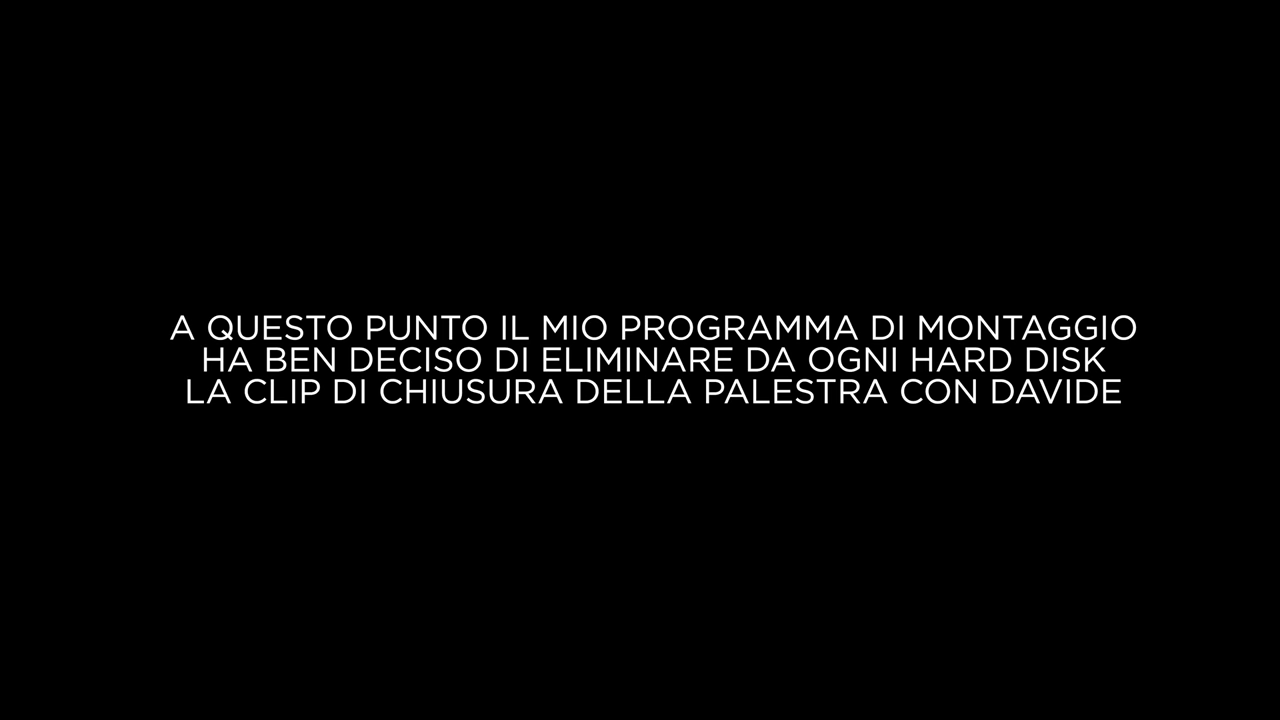 A QUESTO PUNTO IL MIO PROGRAMMA DI MONTAGGIO
HA BEN DECISO DI ELIMINARE DA OGNI HARD DISK
LA CLIP DI CHIUSURA DELLA PALESTRA CON DAVIDE